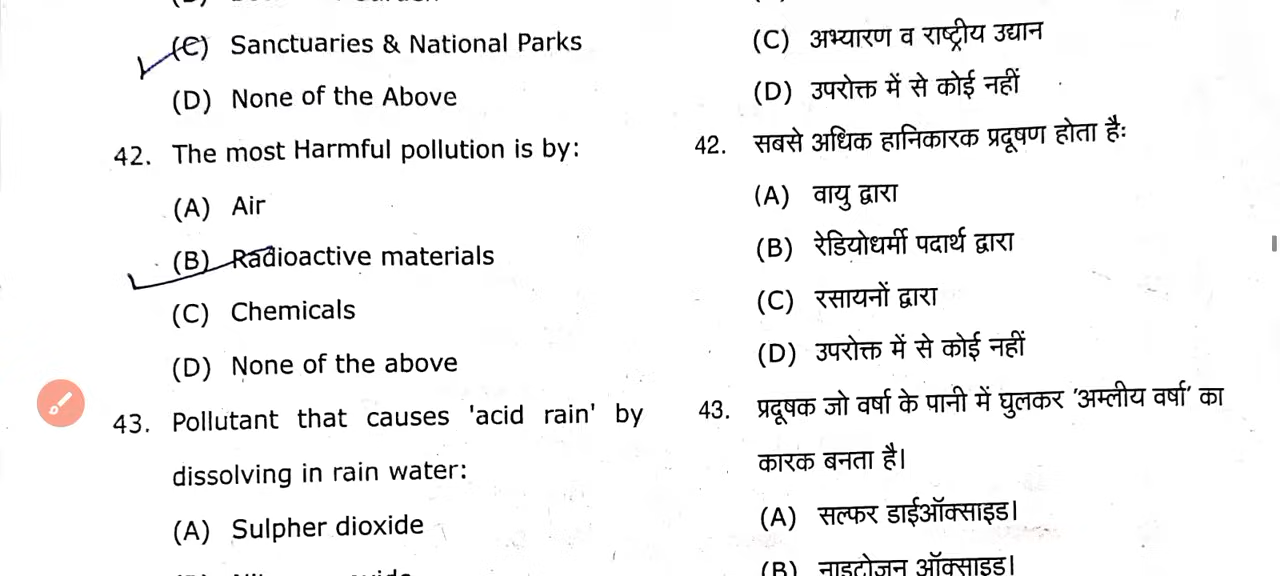 (C) Sanctuaries & National Parks
(D) None of the Above
42. The most Harmful pollution is by:
(A) Air
(B) Radioactive materials
(C) Chemicals
(D) None of the above
43. Pollutant that causes 'acid rain' by
dissolving in rain water:
(A) Sulpher dioxide
(C) अभ्यारण व राष्ट्रीय उद्यान
(D) उपरोक्त में से कोई नहीं
42. सबसे अधिक हानिकारक प्रदूषण होता हैः
(A) वायु द्वारा
(B) रेडियोधर्मी पदार्थ द्वारा
(C) रसायनों द्वारा
(D) उपरोक्त में से कोई नहीं
43. प्रदूषक जो वर्षा के पानी में घुलकर 'अम्लीय वर्षा' का
कारक बनता है।
(A) सल्फर डाईऑक्साइड।
(B) नाइट्रोजन ऑक्साइड।